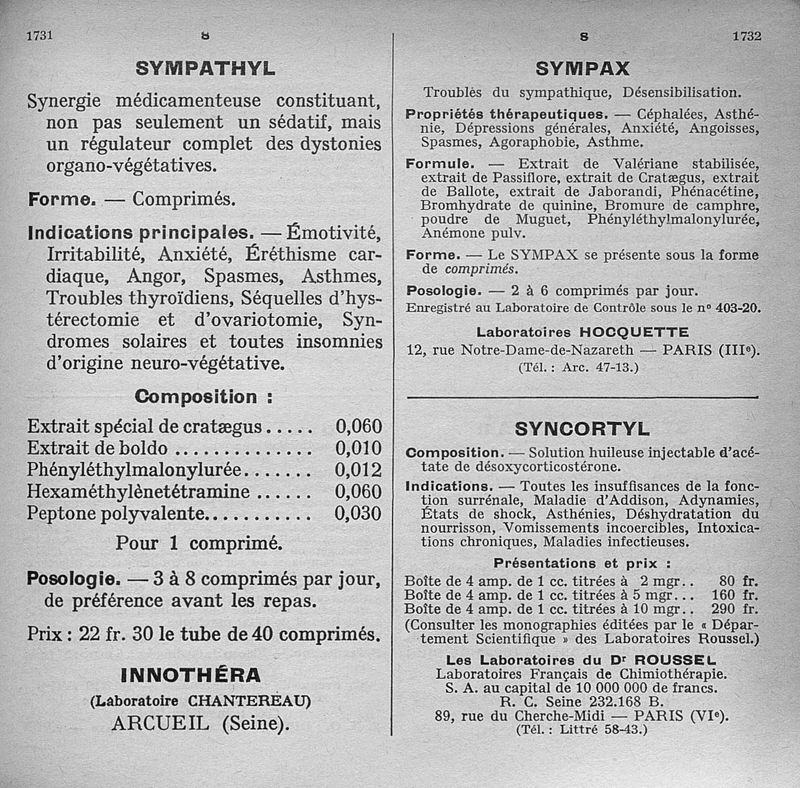 1731
s
SYMPATHYL
Synergie médicamenteuse constituant,
non pas seulement un sédatif, mais
un régulateur complet des dystonies
organo-végétatives.
Forme. — Comprimés.
Indications principales. — Émotivité,
Irritabilité, Anxiété, Éréthisme car-
diaque, Angor, Spasmes, Asthmes,
Troubles thyroïdiens, Séquelles d'hys-
térectomie et d'ovariotomie, Syn-
dromes solaires et toutes insomnies
d'origine neuro-végétative.
Composition :
Extrait spécial de cratægus..... 0,060
Extrait de boldo .............. 0,010
Phényléthylmalonylurée....... 0,012
Hexaméthylènetétramine ...... 0,060
Peptone polyvalente........... 0,030
Pour 1 comprimé.
Posologie. — 3 à 8 comprimés par jour,
de préférence avant les repas.
Prix : 22 fr. 30 le tube de 40 comprimés.
INNOTHÉRA
(Laboratoire CHANTEREAU)
ARCUEIL (Seine).
S
1732
SYMPAX
Troubles du sympathique, Désensibilisation.
Propriétés thérapeutiques. — Céphalées, Asthé-
nie, Dépressions générales, Anxiété, Angoisses,
Spasmes, Agoraphobie, Asthme.
Formule. — Extrait de Valériane stabilisée,
extrait de Passiflore, extrait de Cratægus, extrait
de Ballote, extrait de Jaborandi, Phénacétine,
Bromhydrate de quinine, Bromure de camphre,
poudre de Muguet, Phényléthylmalonylurée,
Anémone pulv.
Forme. — Le SYMPAX se présente sous la forme
de comprimés.
Posologie. — 2 à 6 comprimés par jour.
Enregistré au Laboratoire de Contrôle sous le nº 403-20.
Laboratoires HOCQUETTE
12, rue Notre-Dame-de-Nazareth — PARIS (IIIe).
(Tél. : Arc. 47-13.)
SYNCORTYL
Composition. — Solution huileuse injectable d'acé-
tate de désoxycorticostérone.
Indications. — Toutes les insuffisances de la fonc-
tion surrénale, Maladie d'Addison, Adynamies,
États de shock, Asthénies, Déshydratation du
nourrisson, Vomissements incoercibles, Intoxica-
tions chroniques, Maladies infectieuses.
Présentations et prix :
Boîte de 4 amp. de 1 cc. titrées à 2 mgr.. 80 fr.
Boîte de 4 amp. de 1 cc. titrées à 5 mgr... 160 fr.
Boîte de 4 amp. de 1 cc. titrées à 10 mgr.. 290 fr.
(Consulter les monographies éditées par le « Dépar-
tement Scientifique » des Laboratoires Roussel.)
Les Laboratoires du Dr ROUSSEL
Laboratoires Français de Chimiothérapie.
S. A. au capital de 10 000 000 de francs.
R. C. Seine 232.168 B.
89, rue du Cherche-Midi — PARIS (VIe).
(Tél. : Littré 58-43.)